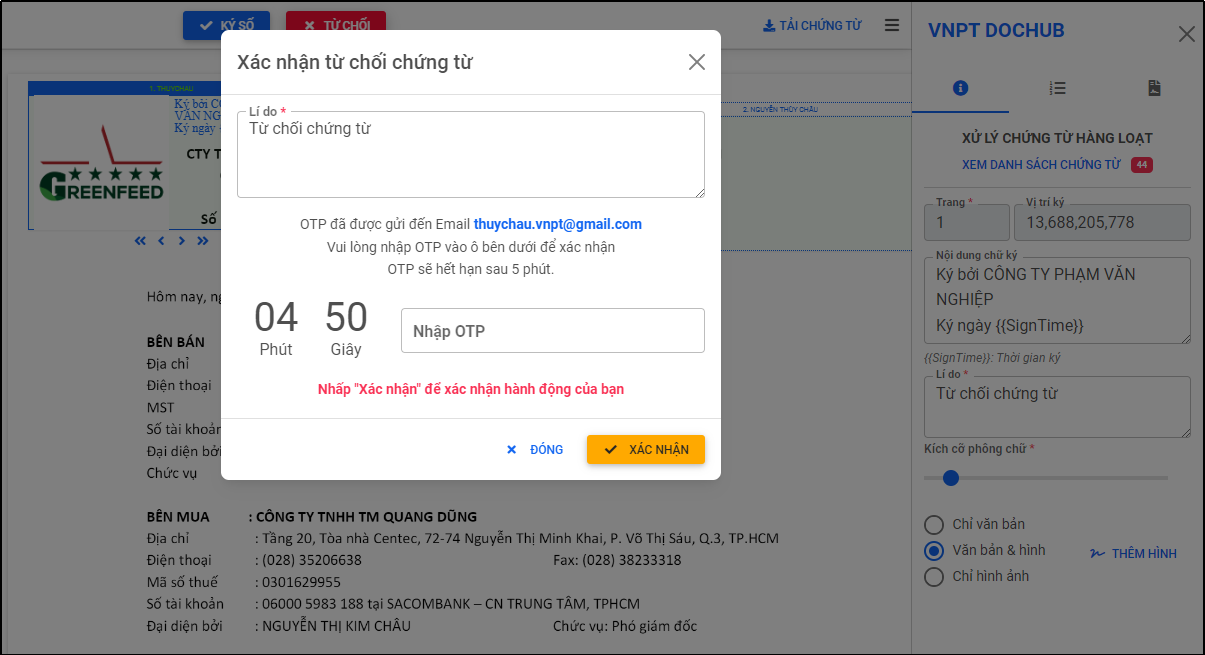 KÝ SỐ
TỪ CHỐI
TẢI CHỨNG TỪ
VNPT DOCHUB
Xác nhận từ chối chứng từ
Lí do *
Từ chối chứng từ
OTP đã được gửi đến Email thuychau.vnpt@gmail.com
Vui lòng nhập OTP vào ô bên dưới để xác nhận
OTP sẽ hết hạn sau 5 phút.
04 50
Phút Giây
Nhập OTP
Nhấp "Xác nhận" để xác nhận hành động của bạn
ĐÓNG
XÁC NHẬN
1. THUYCHAU
Ký bởi
VĂN
Ký ngày
CTY
GREENFEED
Số
2. NGUYỄN THÙY CHÂU
Hôm nay,
BÊN BÁN
Địa chỉ
Điện thoại
MST
Số tài khoản
Đại diện bởi
Chức vụ
BÊN MUA : CÔNG TY TNHH TM QUANG DŨNG
Địa chỉ : Tầng 20, Tòa nhà Centec, 72-74 Nguyễn Thị Minh Khai, P. Võ Thị Sáu, Q.3, TP.HCM
Điện thoại : (028) 35206638 Fax: (028) 38233318
Mã số thuế : 0301629955
Số tài khoản : 06000 5983 188 tại SACOMBANK – CN TRUNG TÂM, TPHCM
Đại diện bởi : NGUYỄN THỊ KIM CHÂU Chức vụ: Phó giám đốc
XỬ LÝ CHỨNG TỪ HÀNG LOẠT
XEM DANH SÁCH CHỨNG TỪ 44
Trang *
1
Vị trí ký
13,688,205,778
Nội dung chữ ký
Ký bởi CÔNG TY PHẠM VĂN
NGHIỆP
Ký ngày {{SignTime}}
{{SignTime}}: Thời gian ký
Lí do *
Từ chối chứng từ
Kích cỡ phông chữ *
Chỉ văn bản
Văn bản & hình
THÊM HÌNH
Chỉ hình ảnh